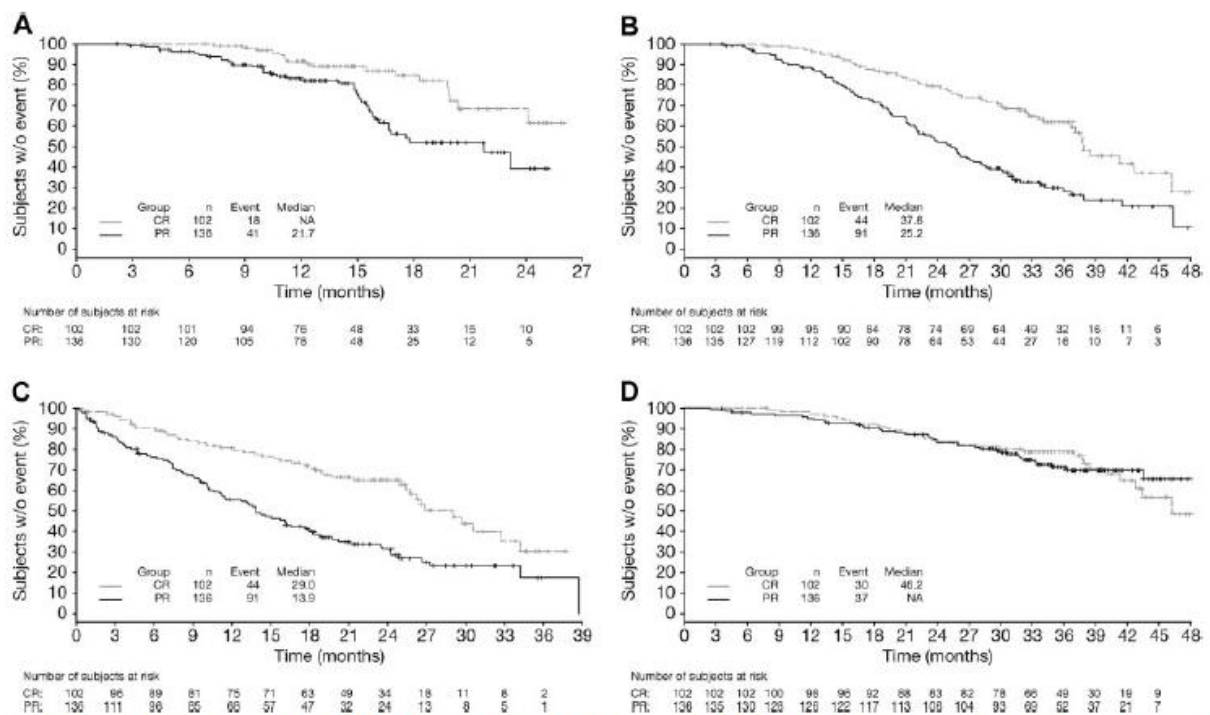 A
Subjects w/o event (%)
100
90
80
70
60
50
40
30
20
10
0
Group n Event Median
CR 102 18 NA
PR 136 41 21.7
0 3 6 9 12 15 18 21 24 27
Time (months)
Number of subjects at risk
CR: 102 102 101 94 76 48 33 15 10
PR: 136 130 120 105 78 48 25 12 5
B
Subjects w/o event (%)
100
90
80
70
60
50
40
30
20
10
0
Group n Event Median
CR 102 44 37.8
PR 136 91 25.2
0 3 6 9 12 15 18 21 24 27 30 33 36 39 42 45 48
Time (months)
Number of subjects at risk
CR: 102 102 102 99 95 90 84 78 74 69 64 49 32 16 11 6
PR: 136 135 127 119 112 102 90 78 64 53 44 27 16 10 7 3
C
Subjects w/o event (%)
100
90
80
70
60
50
40
30
20
10
0
Group n Event Median
CR 102 44 29.0
PR 136 91 13.9
0 3 6 9 12 15 18 21 24 27 30 33 36 39
Time (months)
Number of subjects at risk
CR: 102 96 89 81 75 71 63 49 34 18 11 8 2
PR: 136 111 96 85 66 57 47 32 24 13 8 5 1
D
Subjects w/o event (%)
100
90
80
70
60
50
40
30
20
10
0
Group n Event Median
CR 102 30 46.2
PR 136 37 NA
0 3 6 9 12 15 18 21 24 27 30 33 36 39 42 45 48
Time (months)
Number of subjects at risk
CR: 102 102 102 100 98 96 92 88 83 82 78 66 49 30 19 9
PR: 136 135 130 128 126 122 117 113 108 104 93 69 52 37 21 7